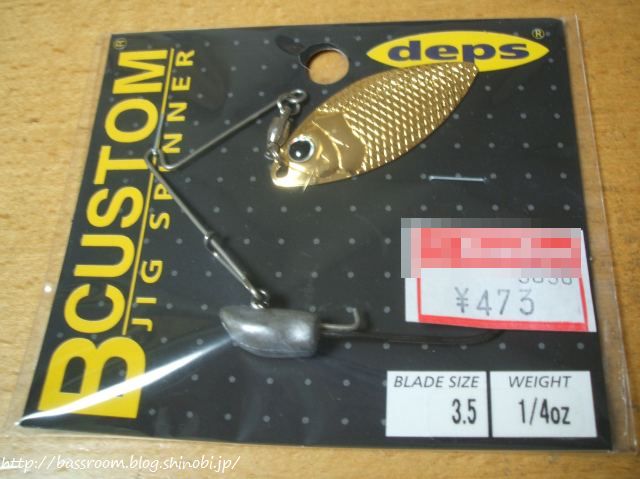 deps®
BCUSTOM®
JIG SPINNER
¥473
BLADE SIZE
3.5
WEIGHT
1/4oz
http://bassroom.blog.shinobi.jp/